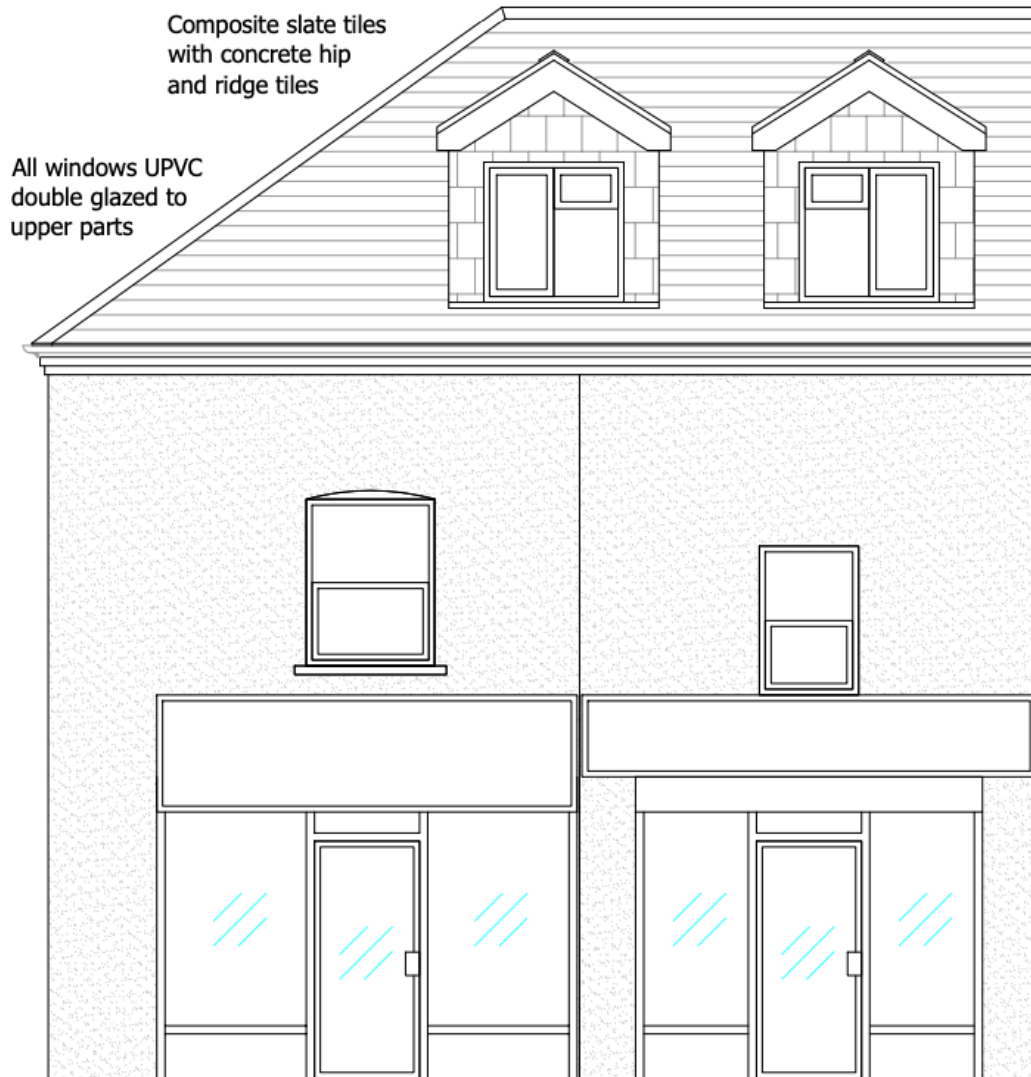 Composite slate tiles
with concrete hip
and ridge tiles
All windows UPVC
double glazed to
upper parts